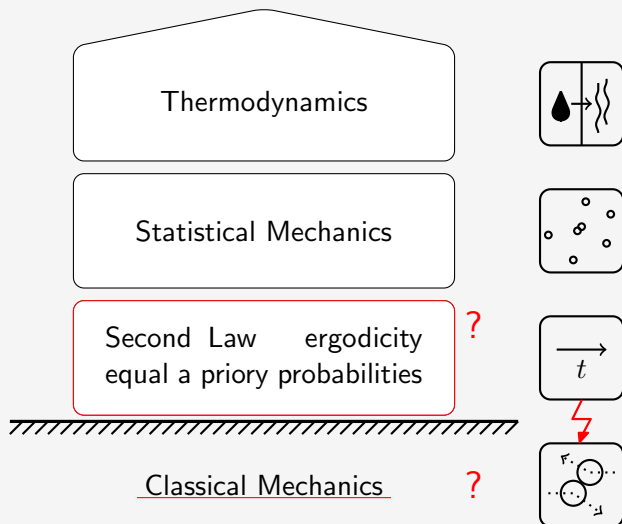 Thermodynamics
Statistical Mechanics
Second Law ergodicity
equal a priory probabilities
?
t
Classical Mechanics
?